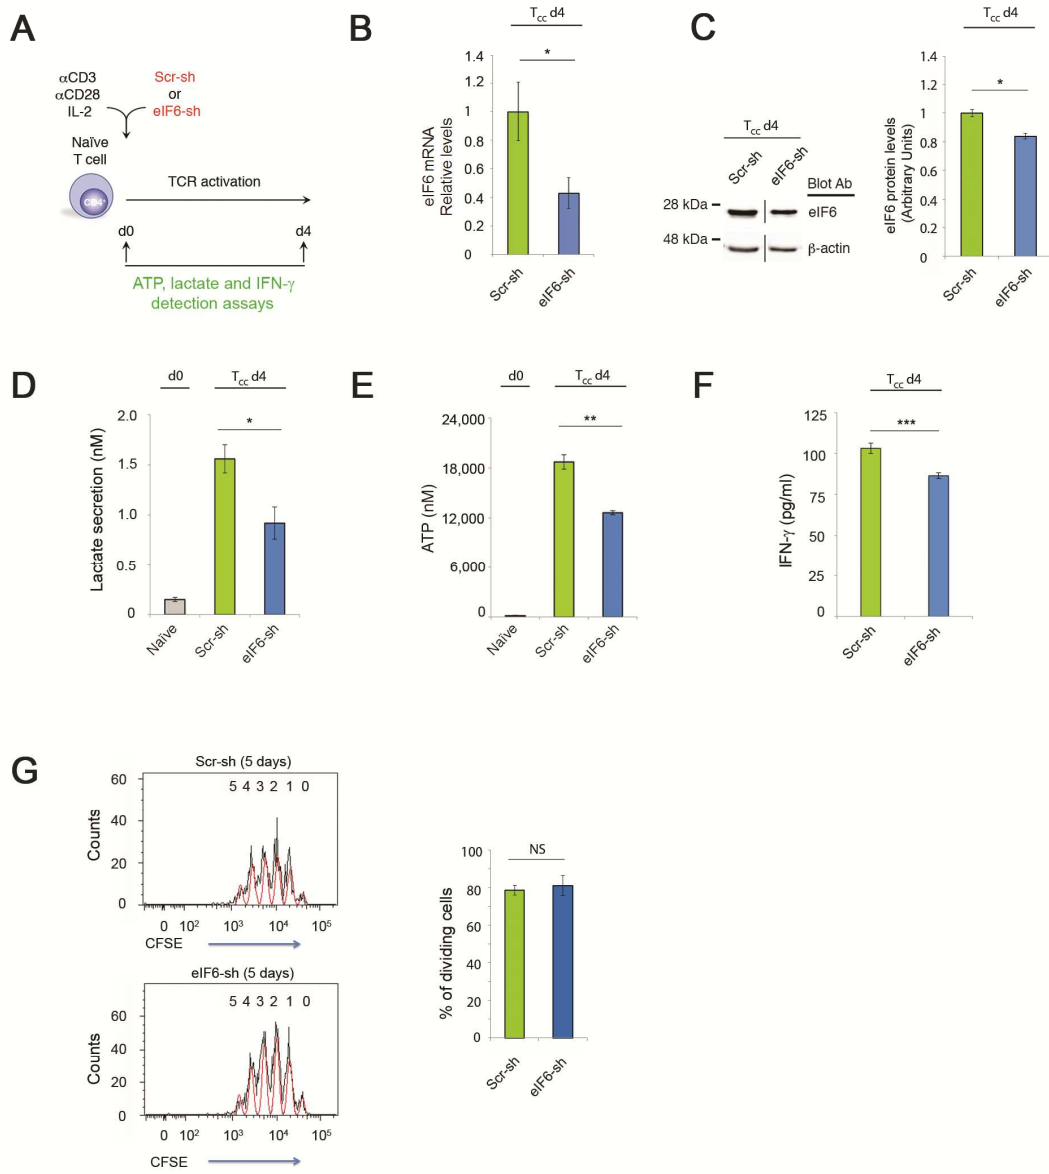 A
αCD3
αCD28
IL-2
Scr-sh
or
eIF6-sh
Naïve
T cell
CD4+
TCR activation
d0
d4
ATP, lactate and IFN-γ
detection assays
B
Tcc d4
*
eIF6 mRNA
Relative levels
1.4
1.2
1
0.8
0.6
0.4
0.2
0
Scr-sh
eIF6-sh
C
Tcc d4
Scr-sh
eIF6-sh
Blot Ab
28 kDa
eIF6
48 kDa
β-actin
Tcc d4
*
eIF6 protein levels
(Arbitrary Units)
1.4
1.2
1
0.8
0.6
0.4
0.2
0
Scr-sh
eIF6-sh
D
d0
Tcc d4
*
Lactate secretion (nM)
2.0
1.5
1.0
0.5
0
Naïve
Scr-sh
eIF6-sh
E
d0
Tcc d4
**
ATP (nM)
24,000
18,000
12,000
6,000
0
Naïve
Scr-sh
eIF6-sh
F
Tcc d4
***
IFN-γ (pg/ml)
125
100
75
50
25
0
Scr-sh
eIF6-sh
G
Scr-sh (5 days)
5 4 3 2 1 0
Counts
60
40
20
0
0 10² 10³ 10⁴ 10⁵
CFSE
eIF6-sh (5 days)
5 4 3 2 1 0
Counts
60
40
20
0
0 10² 10³ 10⁴ 10⁵
CFSE
NS
% of dividing cells
100
80
60
40
20
0
Scr-sh
eIF6-sh